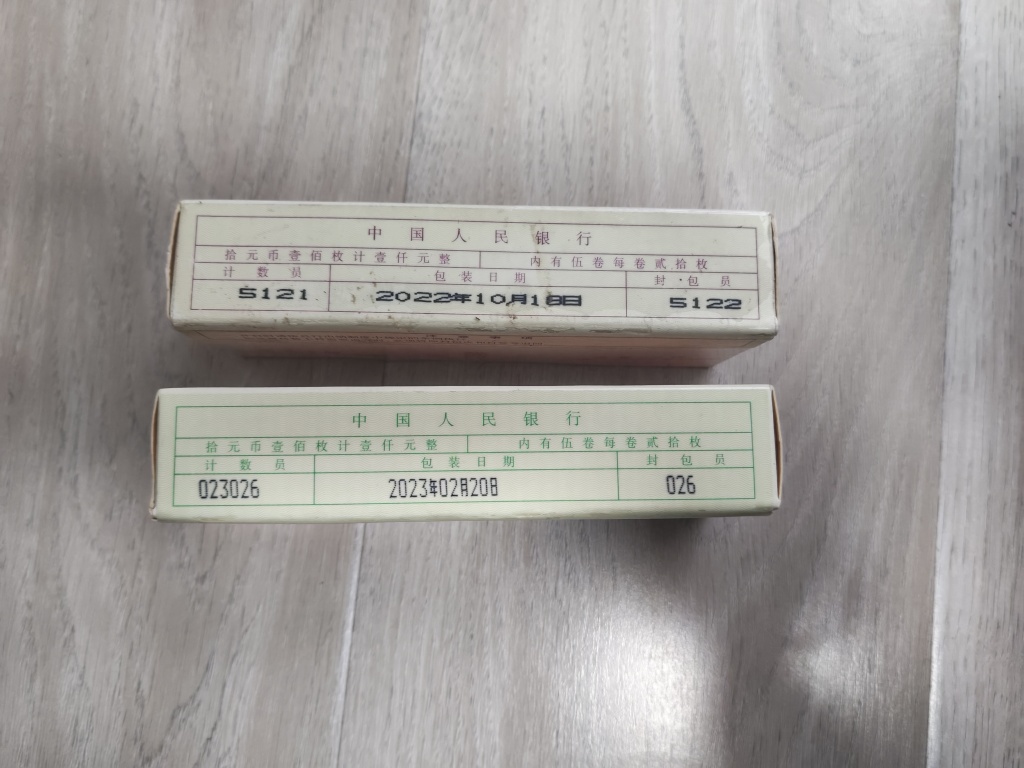 中国人民银行
拾元币壹佰枚计壹仟元整 内有伍卷每卷贰拾枚
计数员 包装日期 封包员
5121 2022年10月18日 5122
中国人民银行
拾元币壹佰枚计壹仟元整 内有伍卷每卷贰拾枚
计数员 包装日期 封包员
023026 2023年02月20日 026